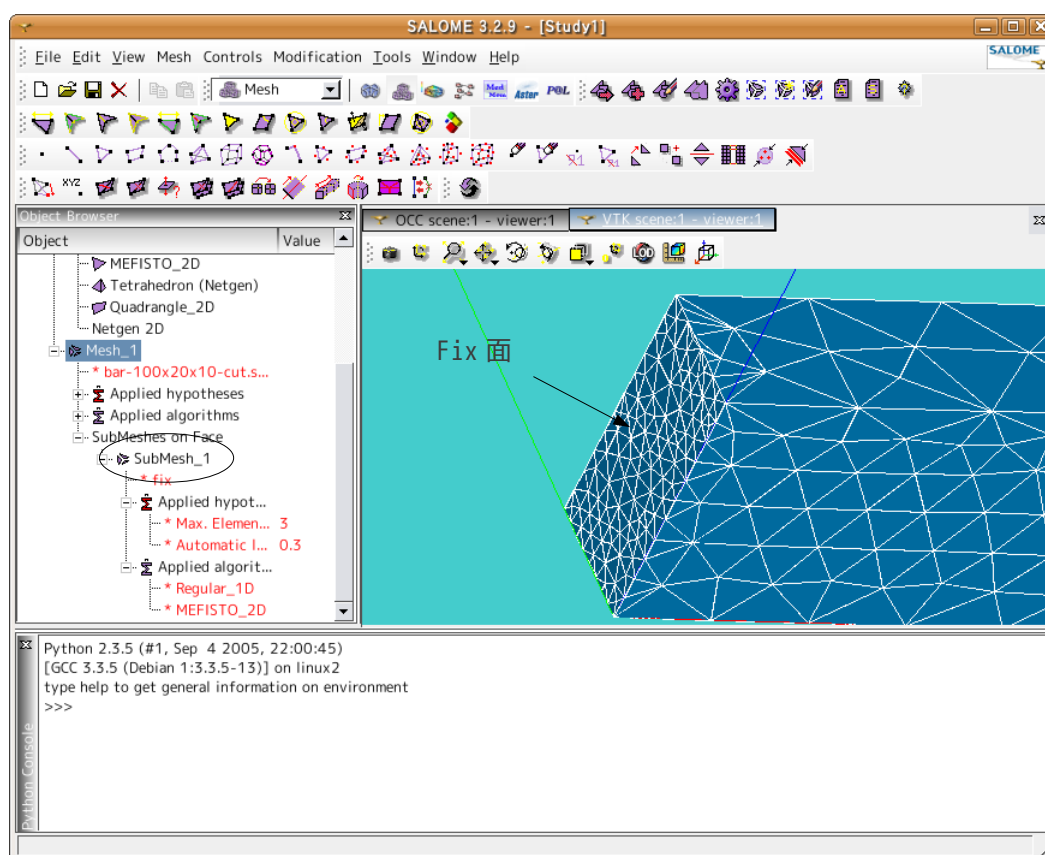 SALOME 3.2.9 - [Study1]
File Edit View Mesh Controls Modification Tools Window Help
SALOME
Mesh
Aster POL
XYZ
Object Browser
OCC scene:1 - viewer:1
VTK scene:1 - viewer:1
Object Value
MEFISTO_2D
Tetrahedron (Netgen)
Quadrangle_2D
Netgen 2D
Mesh_1
* bar-100x20x10-cut.s...
Applied hypotheses
Applied algorithms
SubMeshes on Face
SubMesh_1
* fix
Applied hypot...
* Max. Elemen... 3
* Automatic l... 0.3
Applied algorit...
* Regular_1D
* MEFISTO_2D
Fix 面
Python Console
Python 2.3.5 (#1, Sep 4 2005, 22:00:45)
[GCC 3.3.5 (Debian 1:3.3.5-13)] on linux2
type help to get general information on environment
>>>